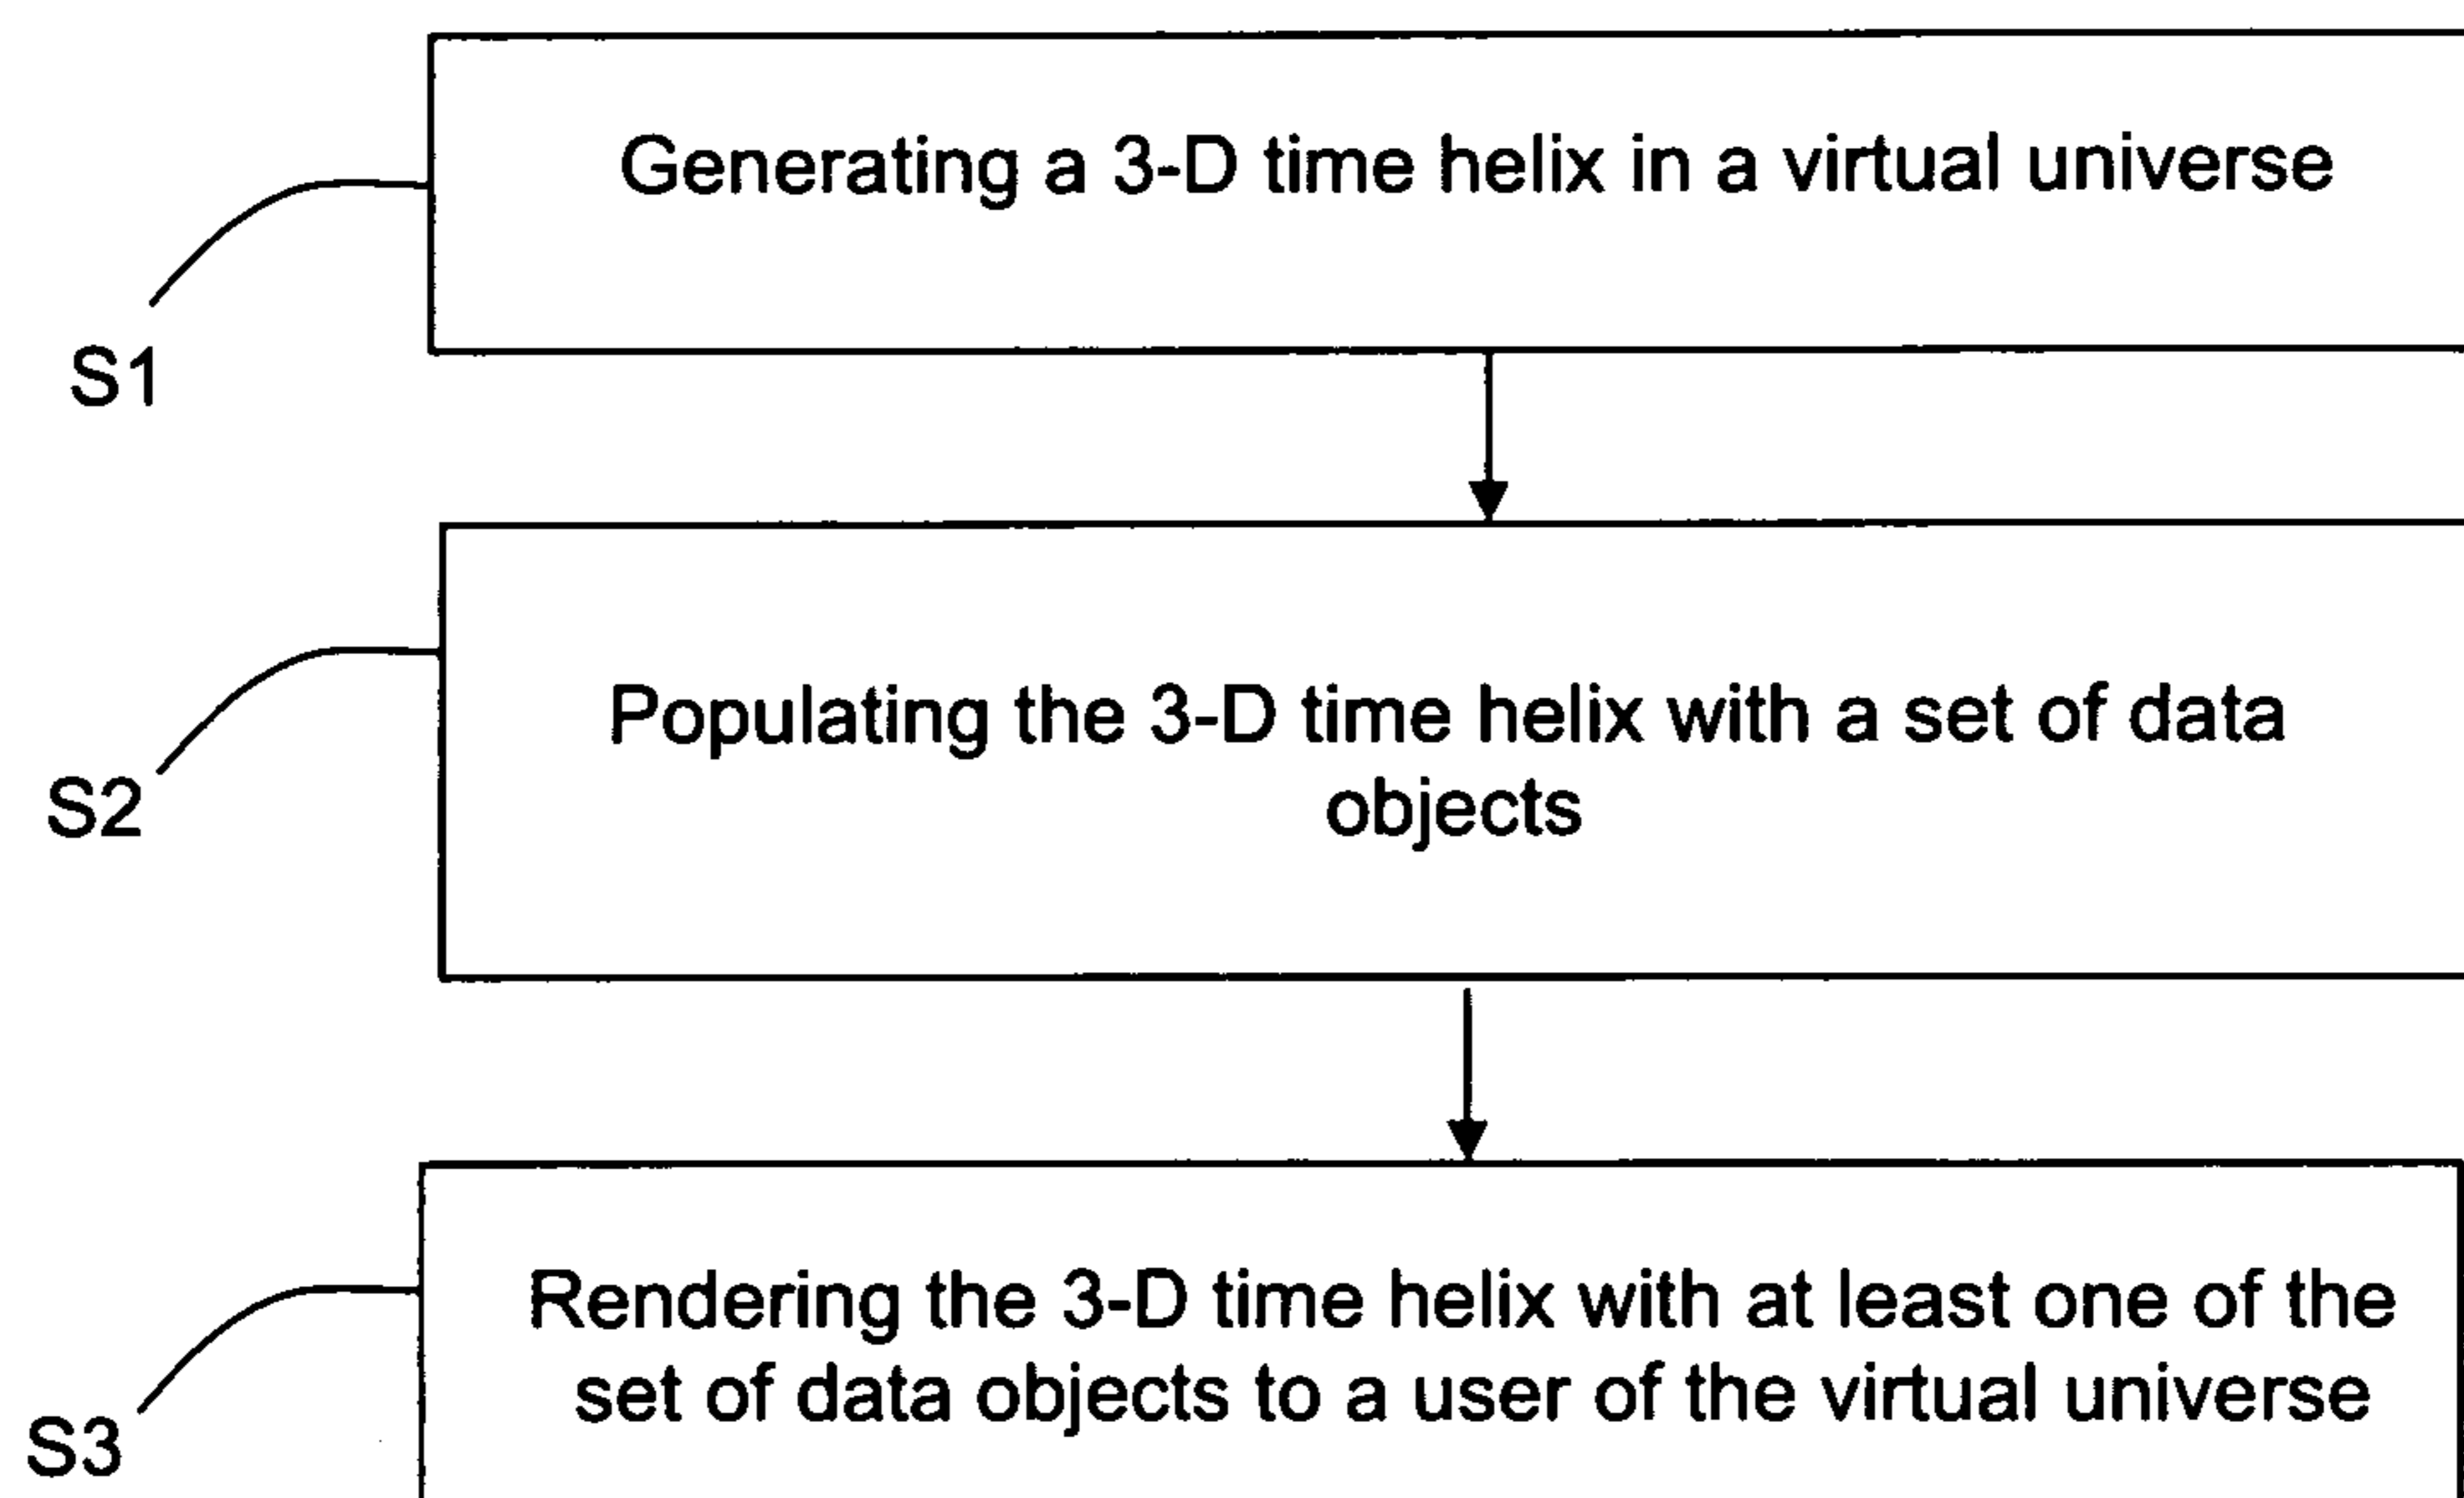 Generating a 3-D time helix in a virtual universe
S1
Populating the 3-D time helix with a set of data
objects
S2
Rendering the 3-D time helix with at least one of the
set of data objects to a user of the virtual universe
S3